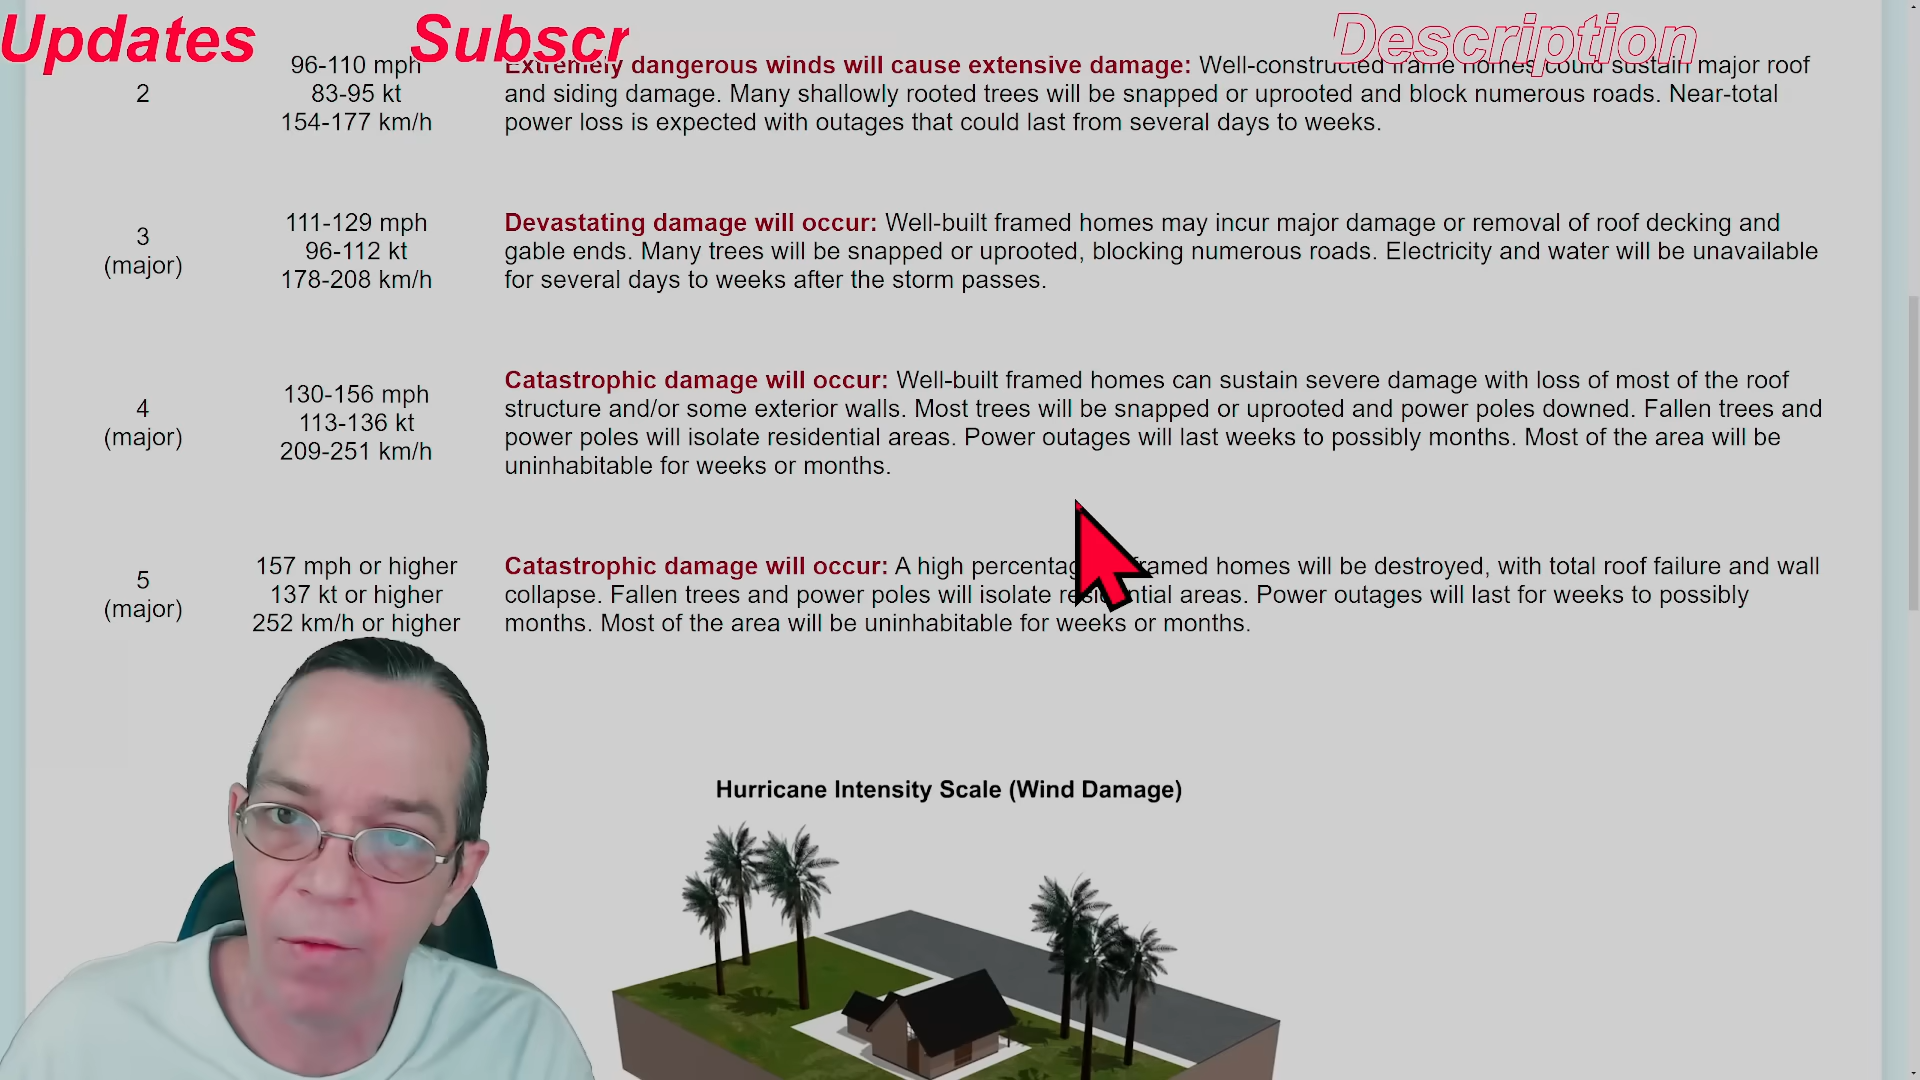 Updates Subscr Description
2
96-110 mph
83-95 kt
154-177 km/h
Extremely dangerous winds will cause extensive damage: Well-constructed frame homes could sustain major roof
and siding damage. Many shallowly rooted trees will be snapped or uprooted and block numerous roads. Near-total
power loss is expected with outages that could last from several days to weeks.
3
(major)
111-129 mph
96-112 kt
178-208 km/h
Devastating damage will occur: Well-built framed homes may incur major damage or removal of roof decking and
gable ends. Many trees will be snapped or uprooted, blocking numerous roads. Electricity and water will be unavailable
for several days to weeks after the storm passes.
4
(major)
130-156 mph
113-136 kt
209-251 km/h
Catastrophic damage will occur: Well-built framed homes can sustain severe damage with loss of most of the roof
structure and/or some exterior walls. Most trees will be snapped or uprooted and power poles downed. Fallen trees and
power poles will isolate residential areas. Power outages will last weeks to possibly months. Most of the area will be
uninhabitable for weeks or months.
5
(major)
157 mph or higher
137 kt or higher
252 km/h or higher
Catastrophic damage will occur: A high percentag framed homes will be destroyed, with total roof failure and wall
collapse. Fallen trees and power poles will isolate residential areas. Power outages will last for weeks to possibly
months. Most of the area will be uninhabitable for weeks or months.
Hurricane Intensity Scale (Wind Damage)